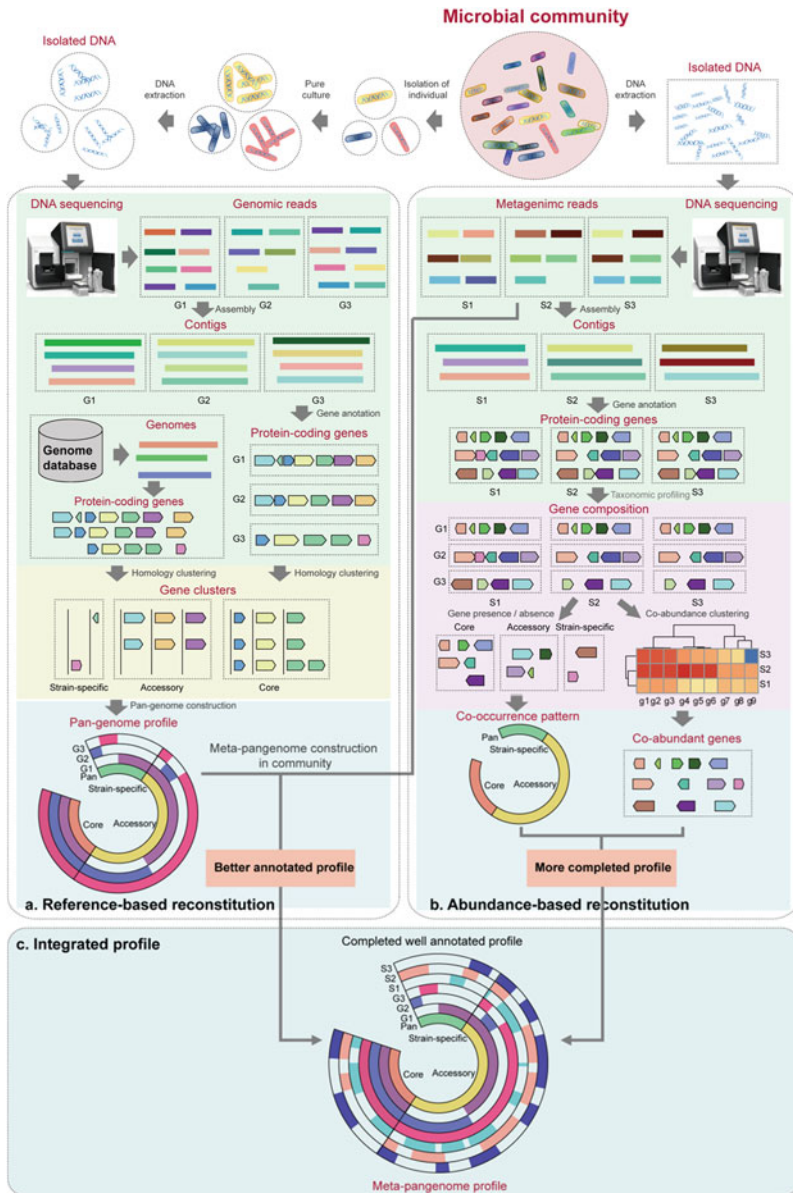 Microbial community
Isolated DNA
DNA
extraction
Pure
culture
Isolation of
individual
DNA
extraction
Isolated DNA
DNA sequencing
Genomic reads
G1
G2
G3
Assembly
Contigs
G1
G2
G3
Gene anotation
Genome
database
Genomes
Protein-coding genes
Protein-coding genes
G1
G2
G3
Homology clustering
Homology clustering
Gene clusters
Strain-specific
Accessory
Core
Pan-genome construction
Pan-genome profile
G3
G2
G1
Pan
Strain-specific
Core
Accessory
Meta-pangenome construction
in community
Better annotated profile
a. Reference-based reconstitution
Metagenimc reads
DNA sequencing
S1
S2
S3
Assembly
Contigs
S1
S2
S3
Gene anotation
Protein-coding genes
S1
S2
S3
Taxonomic profiling
Gene composition
G1
G2
G3
S1
S2
S3
Gene presence / absence
Co-abundance clustering
Core
Accessory
Strain-specific
S3
S2
S1
g1 g2 g3 g4 g5 g6 g7 g8 g9
Co-occurrence pattern
Pan
Strain-specific
Core
Accessory
Co-abundant genes
More completed profile
b. Abundance-based reconstitution
c. Integrated profile
Completed well annotated profile
S3
S2
S1
G3
G2
G1
Pan
Strain-specific
Core
Accessory
Meta-pangenome profile